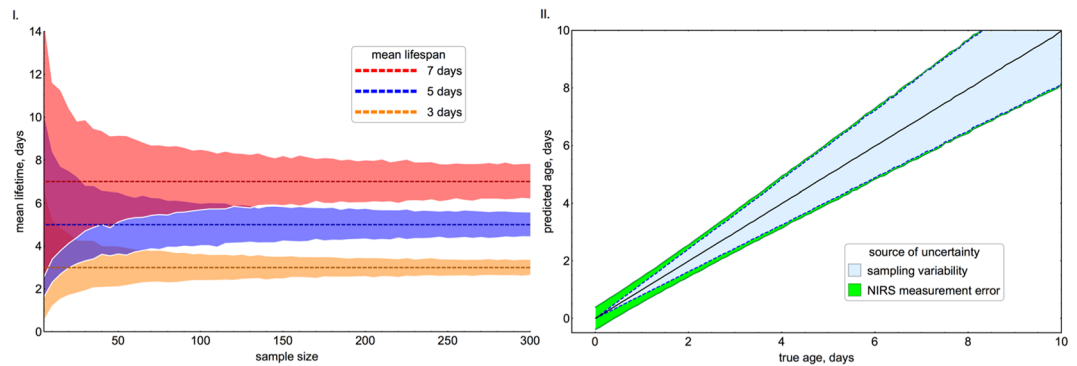 I.
14
12
10
8
6
4
2
0
mean lifetime, days
50
100
150
200
250
300
sample size
mean lifespan
7 days
5 days
3 days
II.
10
8
6
4
2
0
predicted age, days
0
2
4
6
8
10
true age, days
source of uncertainty
sampling variability
NIRS measurement error